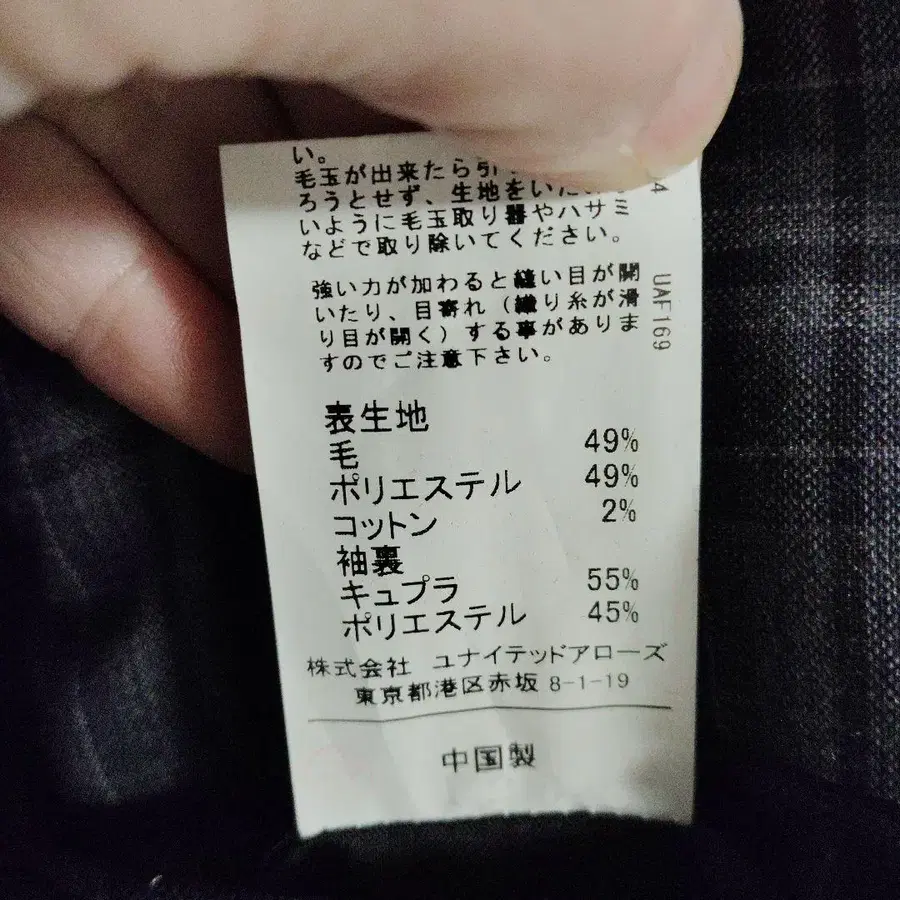 い。
毛玉が出来たら引
ろうとせず、生地をいた
いように毛玉取り器やハサミ
などで取り除いてください。
強い力が加わると縫い目が開
いたり、目寄れ（織り糸が滑
り目が開く）する事がありま
すのでご注意下さい。
表生地
毛 49%
ポリエステル 49%
コットン 2%
袖裏
キュプラ 55%
ポリエステル 45%
株式会社 ユナイテッドアローズ
東京都港区赤坂 8-1-19
中国製
UAF169